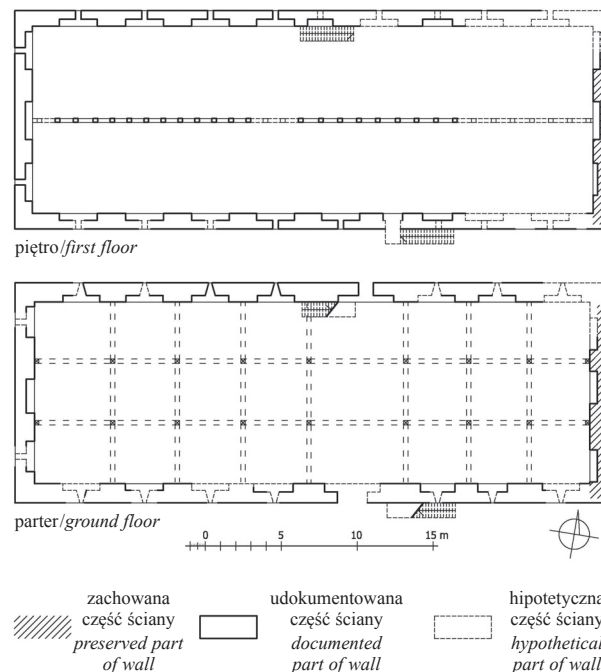 piętro/first floor
parter/ground floor
0 5 10 15 m
zachowana
część ściany
preserved part
of wall
udokumentowana
część ściany
documented
part of wall
hipotetyczna
część ściany
hypothetical
part of wall